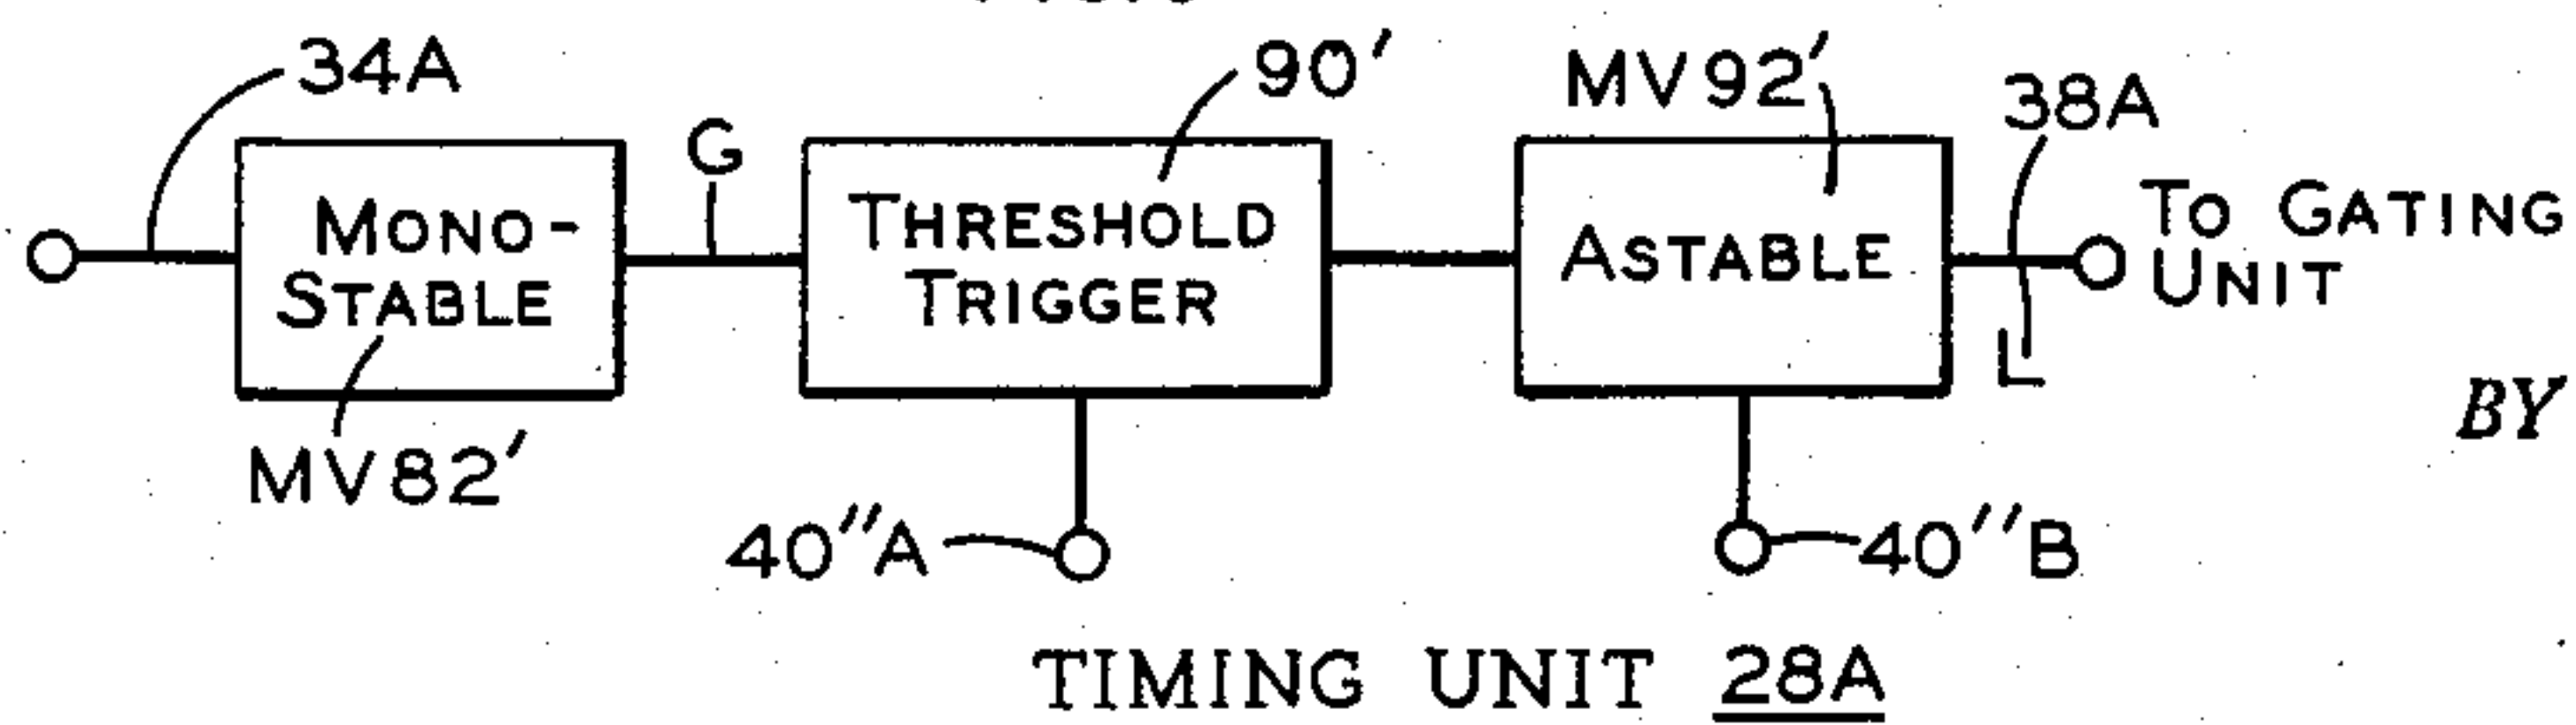 34A
90′
MV92′
38A
G
MONO-
STABLE
THRESHOLD
TRIGGER
ASTABLE
TO GATING
UNIT
L
BY
MV82′
40″A
40″B
TIMING UNIT 28A